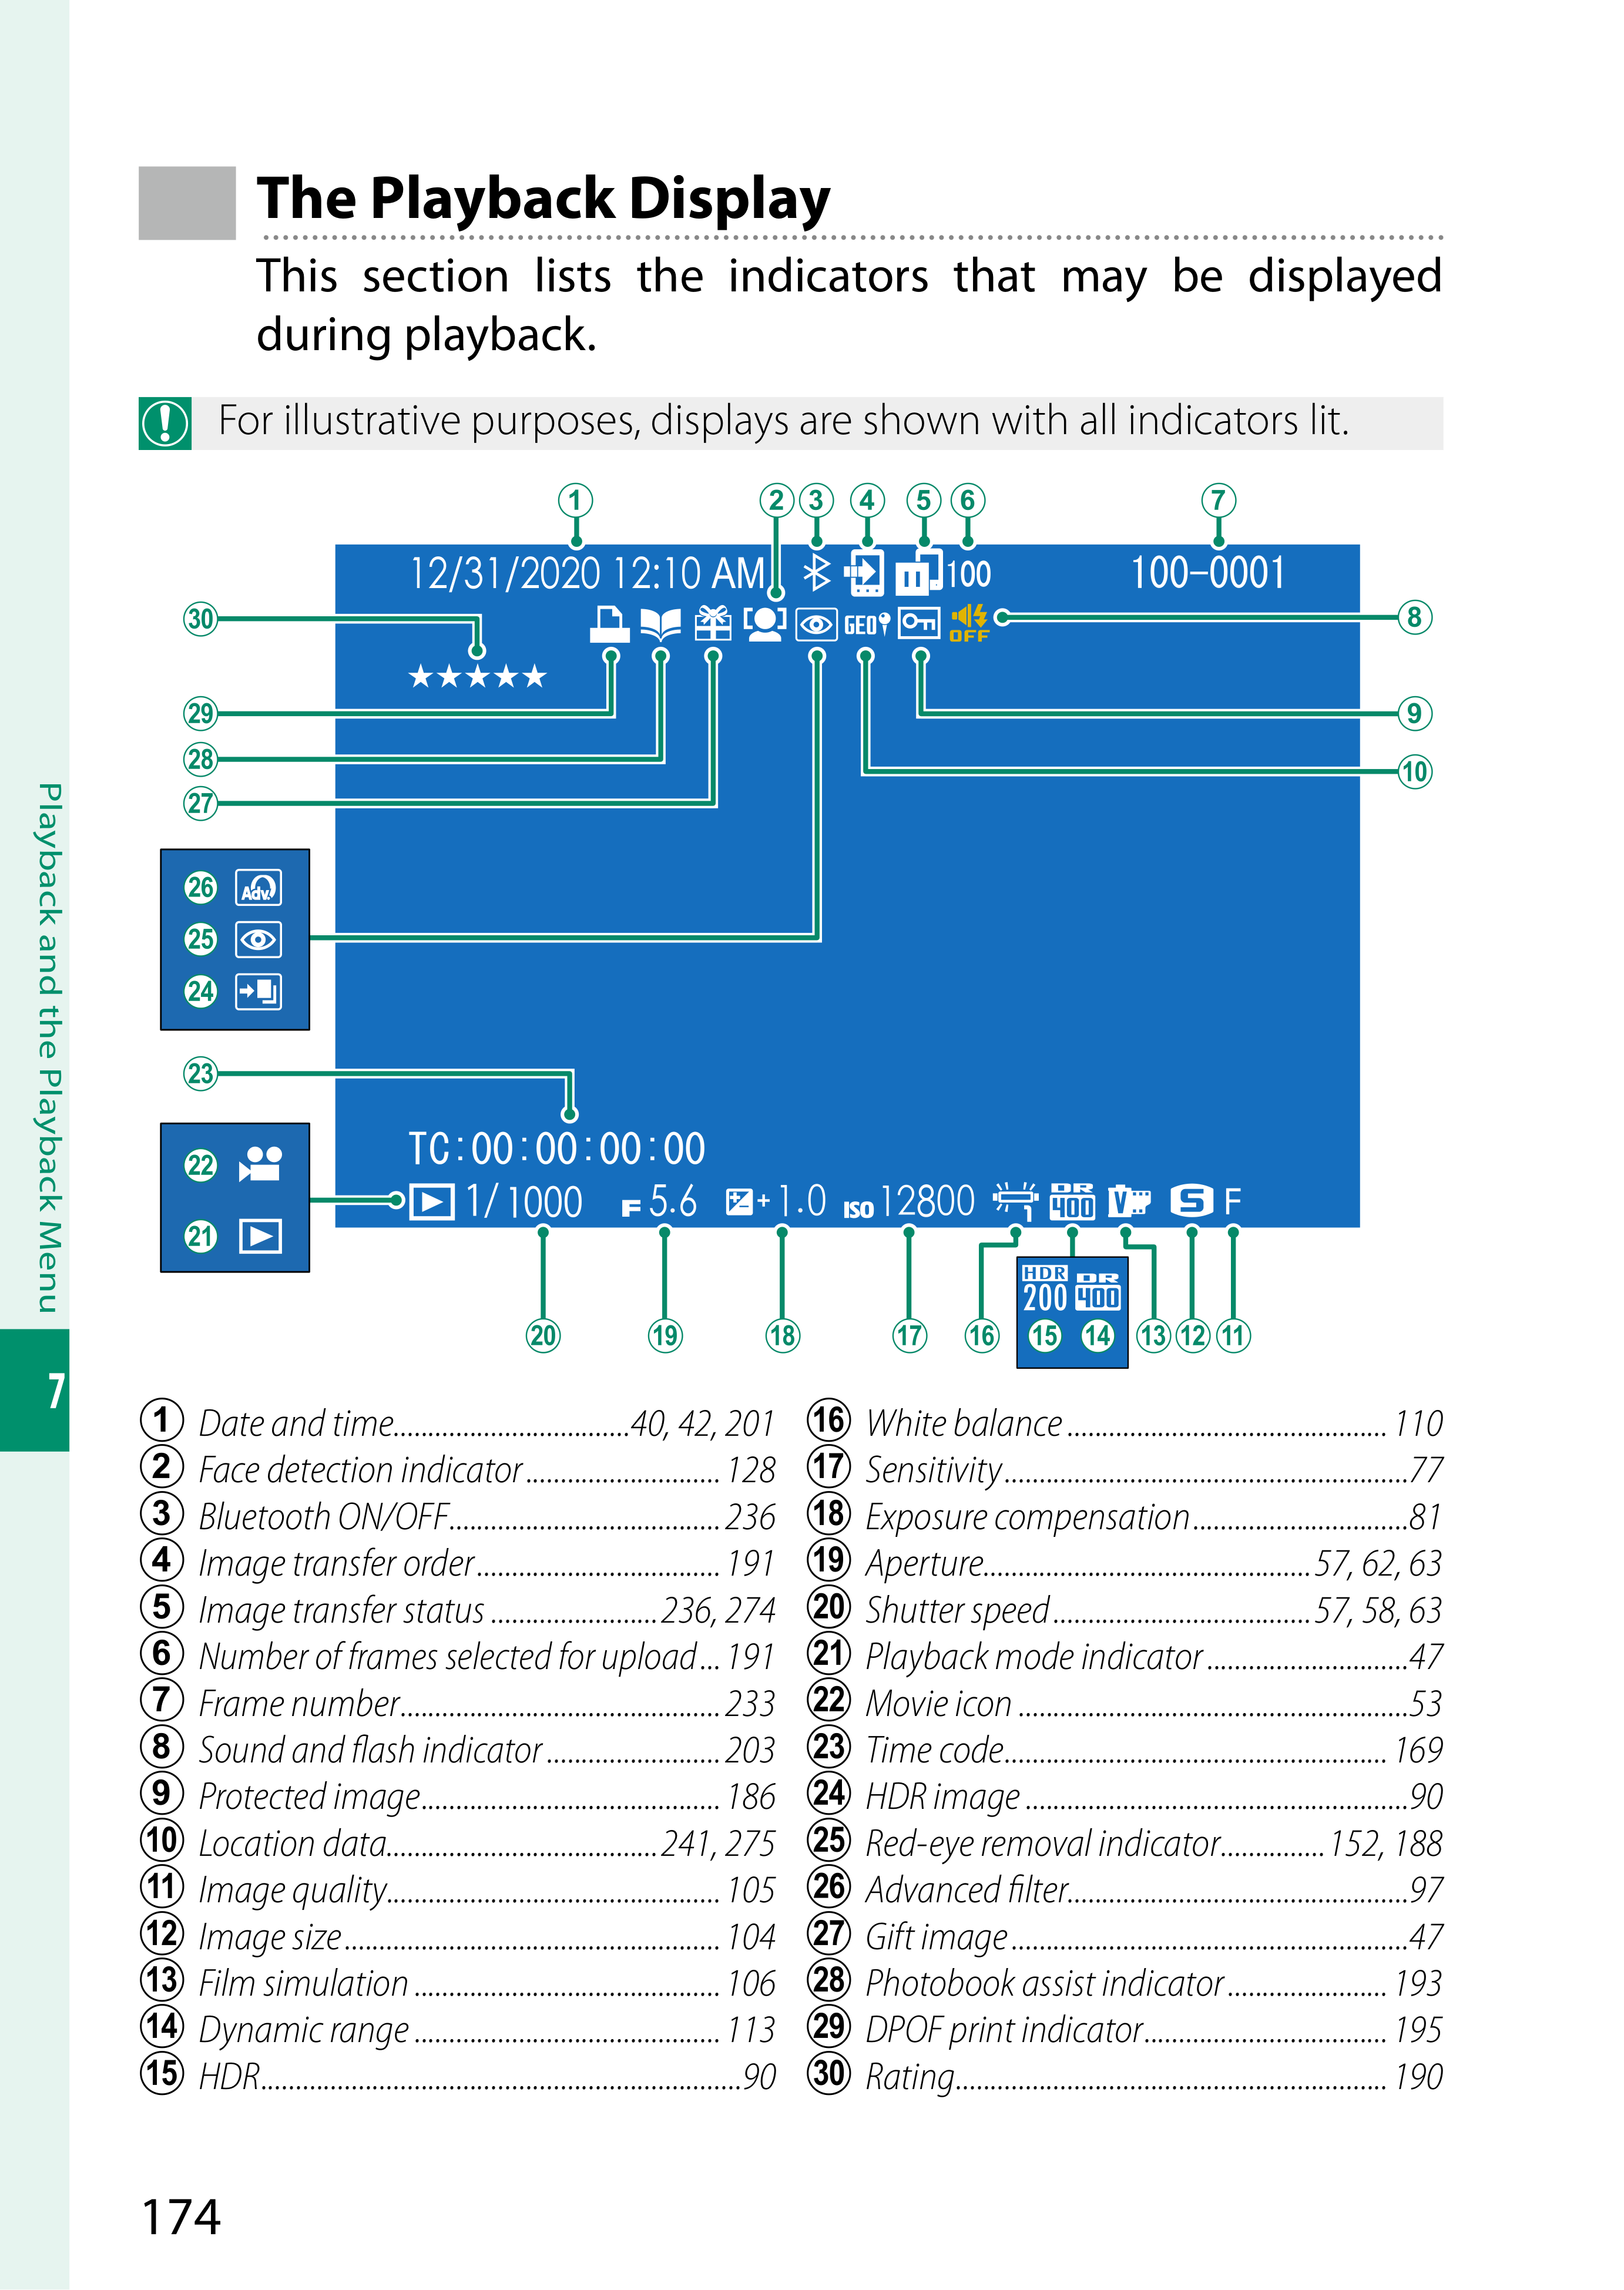 The Playback Display
This section lists the indicators that may be displayed
during playback.
For illustrative purposes, displays are shown with all indicators lit.
1 2 3 4 5 6 7
12/31/2020 12:10 AM 100 100-0001
30 GEO OFF 8
★★★★★
29 9
28 10
27
26 Adv.
25
24
23
TC:00:00:00:00
22
1/1000 F 5.6 +1.0 ISO 12800 1 DR 400 V S F
21
HDR 200 DR 400
20 19 18 17 16 15 14 13 12 11
Playback and the Playback Menu
7
1 Date and time..................................40, 42, 201
2 Face detection indicator............................ 128
3 Bluetooth ON/OFF....................................... 236
4 Image transfer order................................... 191
5 Image transfer status ........................ 236, 274
6 Number of frames selected for upload... 191
7 Frame number.............................................. 233
8 Sound and flash indicator......................... 203
9 Protected image........................................... 186
10 Location data....................................... 241, 275
11 Image quality................................................ 105
12 Image size...................................................... 104
13 Film simulation ............................................ 106
14 Dynamic range ............................................ 113
15 HDR.....................................................................90
16 White balance .............................................. 110
17 Sensitivity..........................................................77
18 Exposure compensation...............................81
19 Aperture............................................... 57, 62, 63
20 Shutter speed..................................... 57, 58, 63
21 Playback mode indicator.............................47
22 Movie icon ........................................................53
23 Time code....................................................... 169
24 HDR image .......................................................90
25 Red-eye removal indicator............... 152, 188
26 Advanced filter.................................................97
27 Gift image.........................................................47
28 Photobook assist indicator....................... 193
29 DPOF print indicator................................... 195
30 Rating.............................................................. 190
174